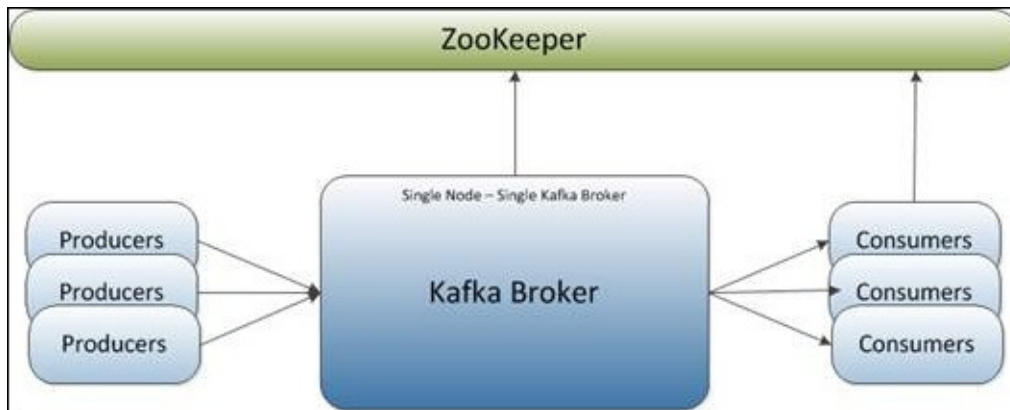 ZooKeeper
Single Node – Single Kafka Broker
Kafka Broker
Producers
Producers
Producers
Consumers
Consumers
Consumers